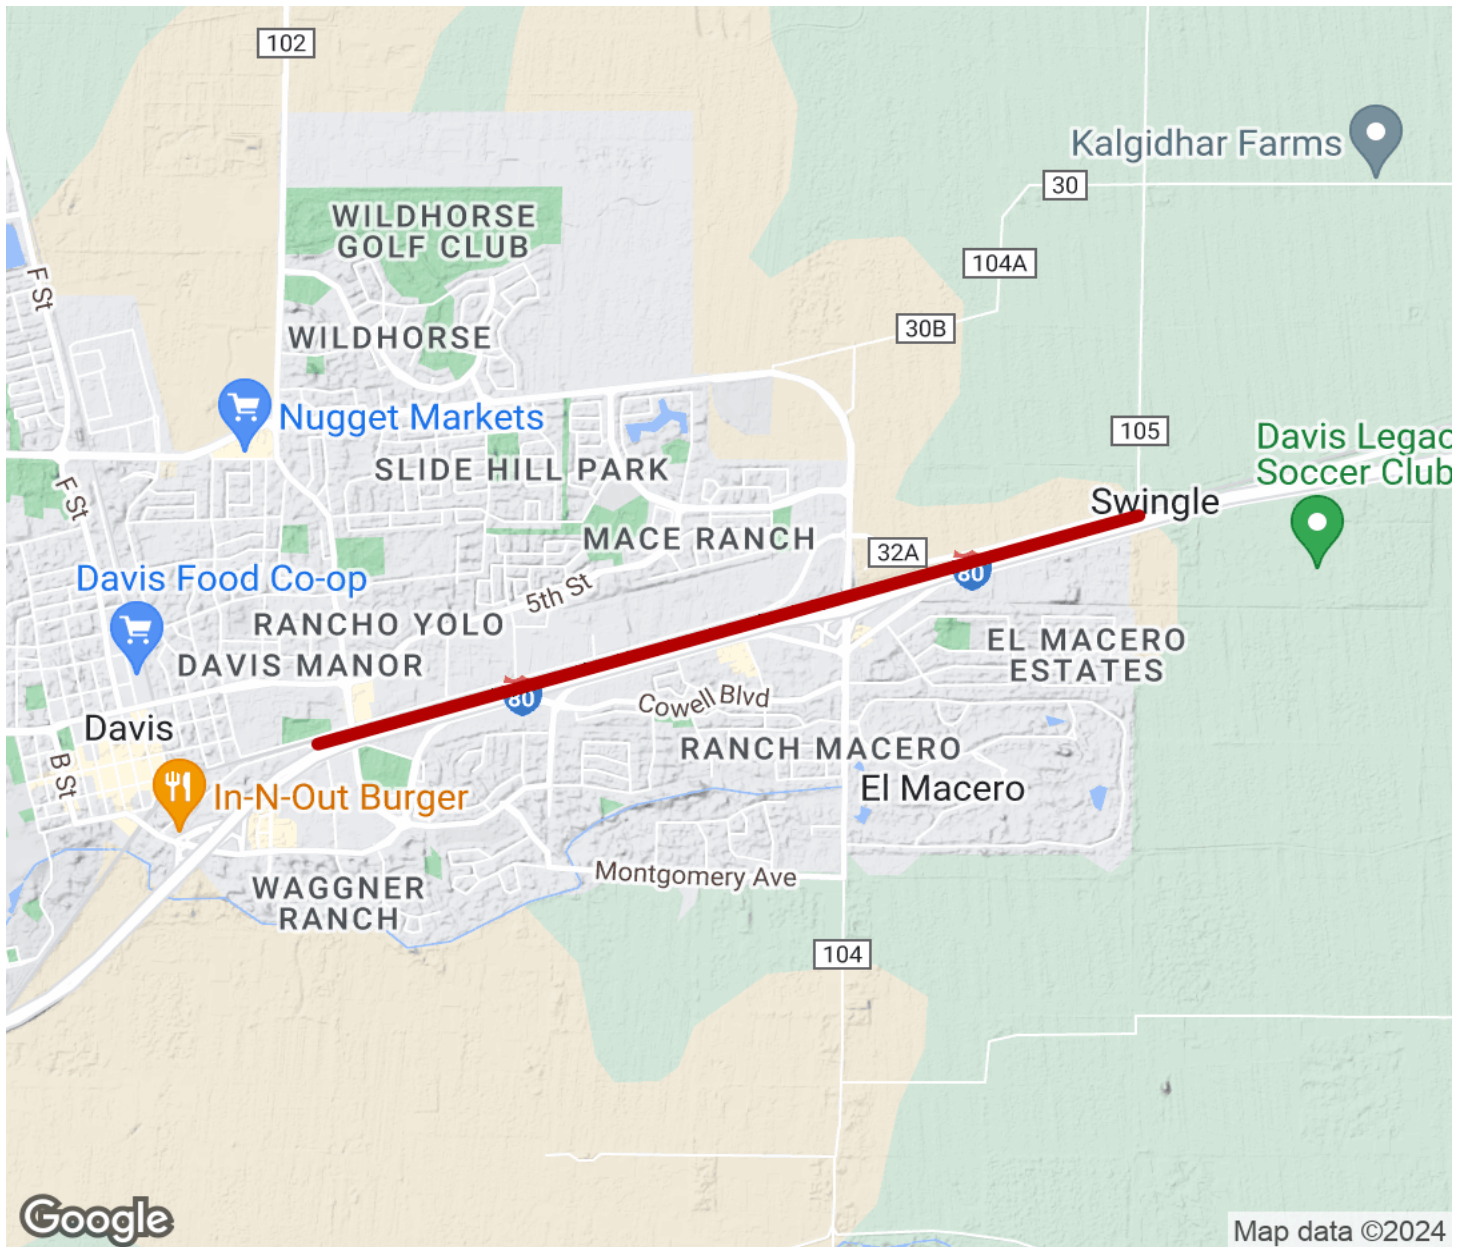 102
Kalgidhar Farms
30
WILDHORSE
GOLF CLUB
104A
F St
30B
WILDHORSE
Nugget Markets
105
Davis Legac
Soccer Club
SLIDE HILL PARK
F St
Swingle
MACE RANCH
32A
80
Davis Food Co-op
5th St
RANCHO YOLO
EL MACERO
ESTATES
DAVIS MANOR
80
Cowell Blvd
Davis
B St
RANCH MACERO
El Macero
In-N-Out Burger
Montgomery Ave
WAGGNER
RANCH
104
Google
Map data ©2024